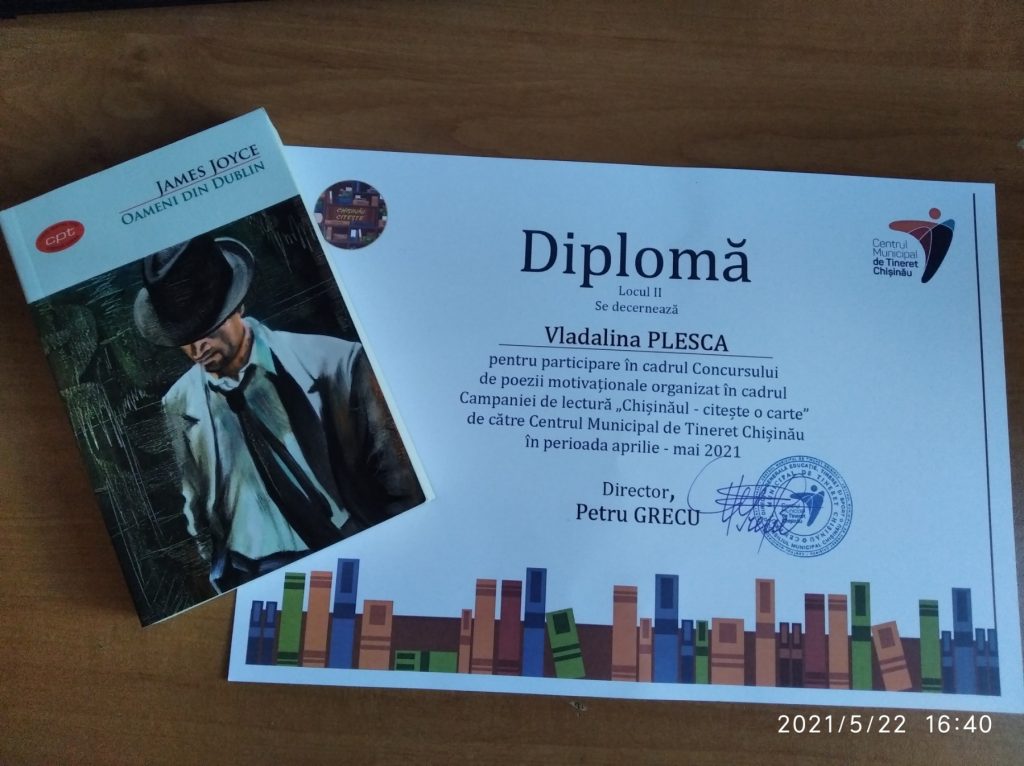 JAMES JOYCE
OAMENI DIN DUBLIN
cpt
CHIȘINĂU
CITEȘTE
Centrul
Municipal
de Tineret
Chișinău
Diplomă
Locul II
Se decernează
Vladalina PLESCA
pentru participare în cadrul Concursului
de poezii motivaționale organizat în cadrul
Campaniei de lectură „Chișinăul - citește o carte”
de către Centrul Municipal de Tineret Chișinău
în perioada aprilie - mai 2021
Director,
Petru GRECU
2021/5/22 16:40